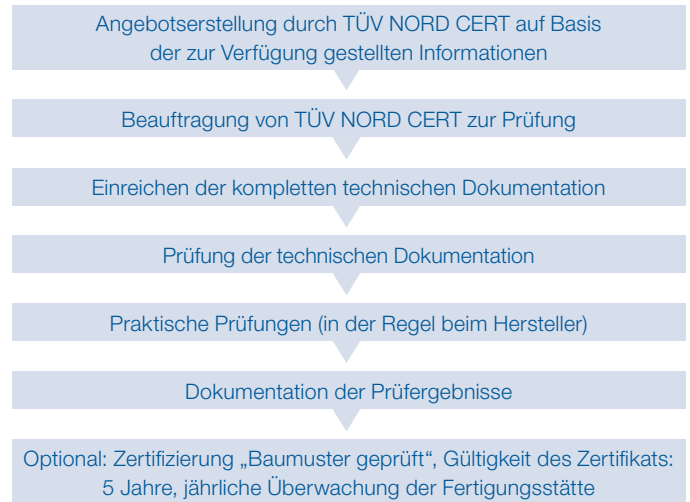 Angebotserstellung durch TÜV NORD CERT auf Basis
der zur Verfügung gestellten Informationen
Beauftragung von TÜV NORD CERT zur Prüfung
Einreichen der kompletten technischen Dokumentation
Prüfung der technischen Dokumentation
Praktische Prüfungen (in der Regel beim Hersteller)
Dokumentation der Prüfergebnisse
Optional: Zertifizierung „Baumuster geprüft“, Gültigkeit des Zertifikats:
5 Jahre, jährliche Überwachung der Fertigungsstätte